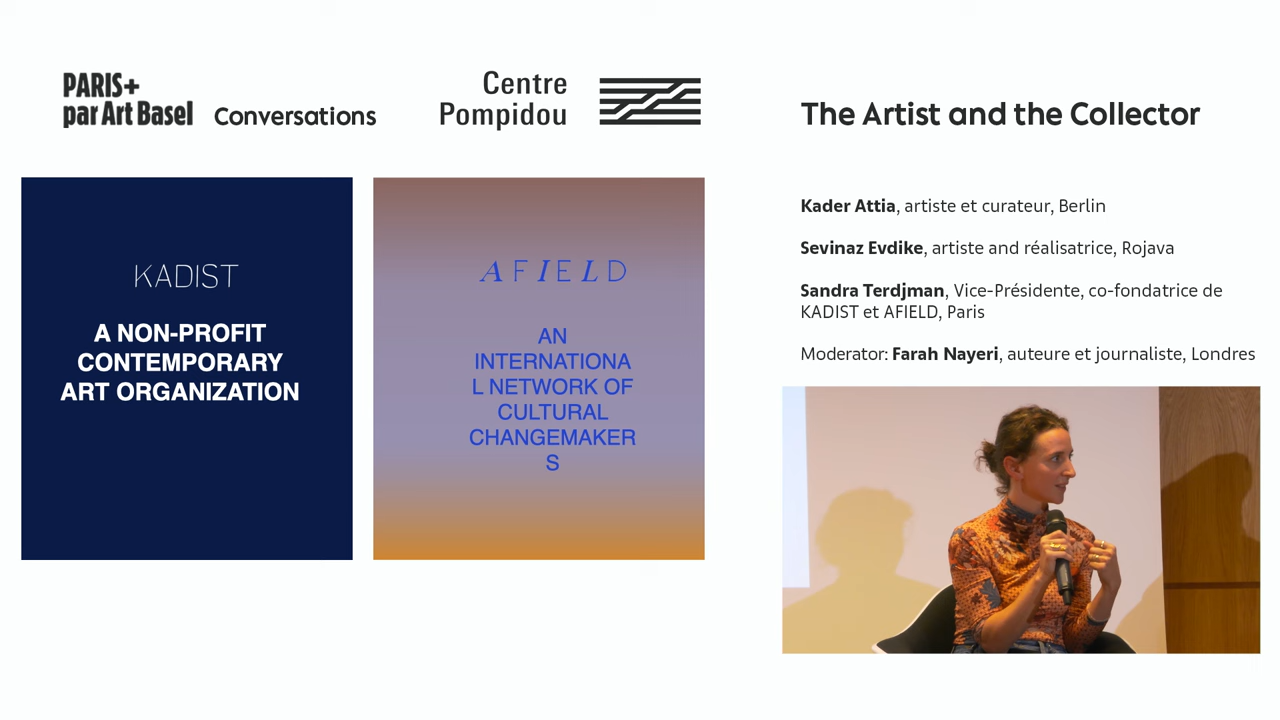 PARIS+
par Art Basel
Conversations
Centre
Pompidou
The Artist and the Collector
KADIST
A NON-PROFIT
CONTEMPORARY
ART ORGANIZATION
AFIELD
AN
INTERNATIONA
L NETWORK OF
CULTURAL
CHANGEMAKER
S
Kader Attia, artiste et curateur, Berlin
Sevinaz Evdike, artiste and réalisatrice, Rojava
Sandra Terdjman, Vice-Présidente, co-fondatrice de
KADIST et AFIELD, Paris
Moderator: Farah Nayeri, auteure et journaliste, Londres